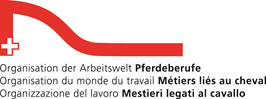 Organisation der Arbeitswelt Pferdeberufe
Organisation du monde du travail Métiers liés au cheval
Organizzazione del lavoro Mestieri legati al cavallo